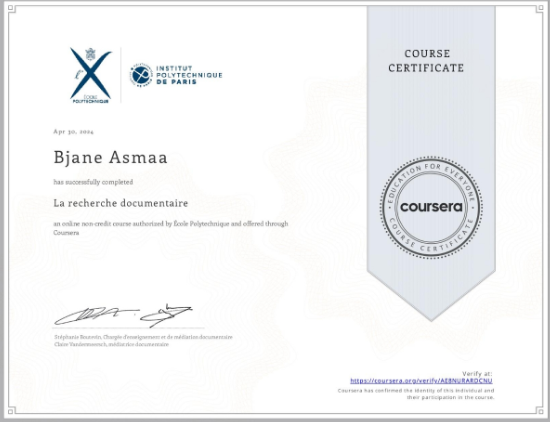 COURSE
CERTIFICATE
ÉCOLE
POLYTECHNIQUE
INSTITUT
POLYTECHNIQUE
DE PARIS
Apr 30, 2024
Bjane Asmaa
has successfully completed
La recherche documentaire
an online non-credit course authorized by École Polytechnique and offered through
Coursera
EDUCATION FOR EVERYONE
coursera
COURSE CERTIFICATE
Chargée d'enseignement et de médiation documentaire
Claire Vandermeersch, médiatrice documentaire
Verify at:
https://coursera.org/verify/
Coursera has confirmed the identity of this individual and
their participation in the course.